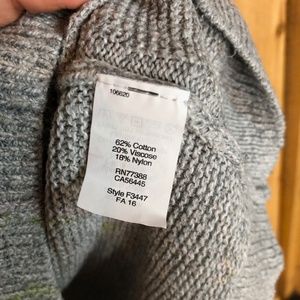 106620
62% Cotton
20% Viscose
18% Nylon
RN77388
CA56445
Style F3447
FA 16